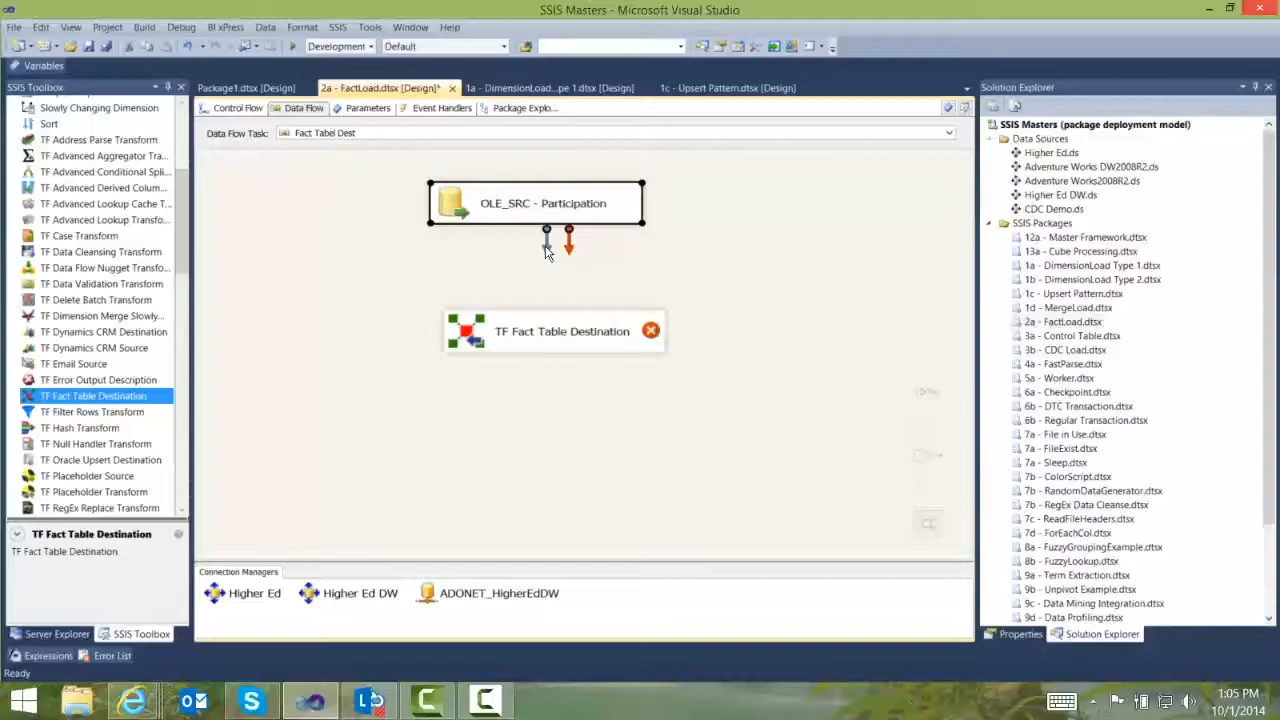 SSIS Masters - Microsoft Visual Studio
File Edit View Project Build Debug BI xPress Data Format SSIS Tools Window Help
Development Default
Variables
SSIS Toolbox
Slowly Changing Dimension
Sort
TF Address Parse Transform
TF Advanced Aggregator Tra...
TF Advanced Conditional Spli...
TF Advanced Derived Colum...
TF Advanced Lookup Cache T...
TF Advanced Lookup Transfo...
TF Case Transform
TF Data Cleansing Transform
TF Data Flow Nugget Transfo...
TF Data Validation Transform
TF Delete Batch Transform
TF Dimension Merge Slowly...
TF Dynamics CRM Destination
TF Dynamics CRM Source
TF Email Source
TF Error Output Description
TF Fact Table Destination
TF Filter Rows Transform
TF Hash Transform
TF Null Handler Transform
TF Oracle Upsert Destination
TF Placeholder Source
TF Placeholder Transform
TF RegEx Replace Transform
TF Fact Table Destination
TF Fact Table Destination
Server Explorer SSIS Toolbox
Package1.dtsx [Design] 2a - FactLoad.dtsx [Design]* 1a - DimensionLoad...pe 1.dtsx [Design] 1c - Upsert Pattern.dtsx [Design]
Control Flow Data Flow Parameters Event Handlers Package Explo...
Data Flow Task: Fact Tabel Dest
OLE_SRC - Participation
TF Fact Table Destination
Connection Managers
Higher Ed Higher Ed DW ADONET_HigherEdDW
Solution Explorer
SSIS Masters (package deployment model)
Data Sources
Higher Ed.ds
Adventure Works DW2008R2.ds
Adventure Works2008R2.ds
Higher Ed DW.ds
CDC Demo.ds
SSIS Packages
12a - Master Framework.dtsx
13a - Cube Processing.dtsx
1a - DimensionLoad Type 1.dtsx
1b - DimensionLoad Type 2.dtsx
1c - Upsert Pattern.dtsx
1d - MergeLoad.dtsx
2a - FactLoad.dtsx
3a - Control Table.dtsx
3b - CDC Load.dtsx
4a - FastParse.dtsx
5a - Worker.dtsx
6a - Checkpoint.dtsx
6b - DTC Transaction.dtsx
6b - Regular Transaction.dtsx
7a - File in Use.dtsx
7a - FileExist.dtsx
7a - Sleep.dtsx
7b - ColorScript.dtsx
7b - RandomDataGenerator.dtsx
7b - RegEx Data Cleanse.dtsx
7c - ReadFileHeaders.dtsx
7d - ForEachCol.dtsx
8a - FuzzyGroupingExample.dtsx
8b - FuzzyLookup.dtsx
9a - Term Extraction.dtsx
9b - Unpivot Example.dtsx
9c - Data Mining Integration.dtsx
9d - Data Profiling.dtsx
Properties Solution Explorer
Expressions Error List
Ready
1:05 PM
10/1/2014